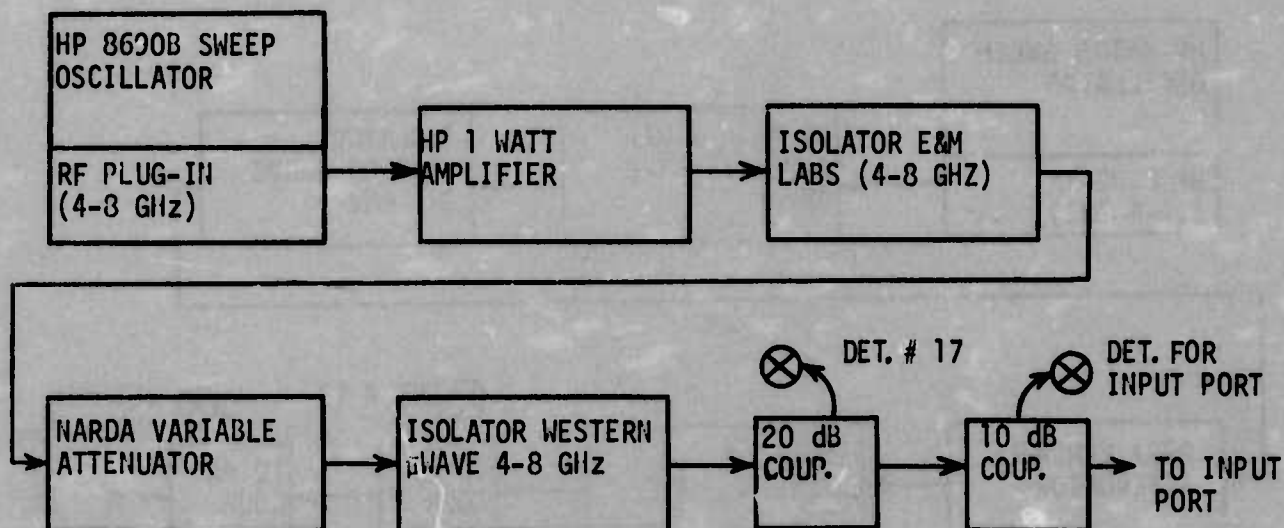 HP 8600B SWEEP
OSCILLATOR
RF PLUG-IN
(4-8 GHz)
HP 1 WATT
AMPLIFIER
ISOLATOR E&M
LABS (4-8 GHZ)
NARDA VARIABLE
ATTENUATOR
ISOLATOR WESTERN
µWAVE 4-8 GHz
20 dB
COUP.
DET. # 17
10 dB
COUP.
DET. FOR
INPUT PORT
TO INPUT
PORT